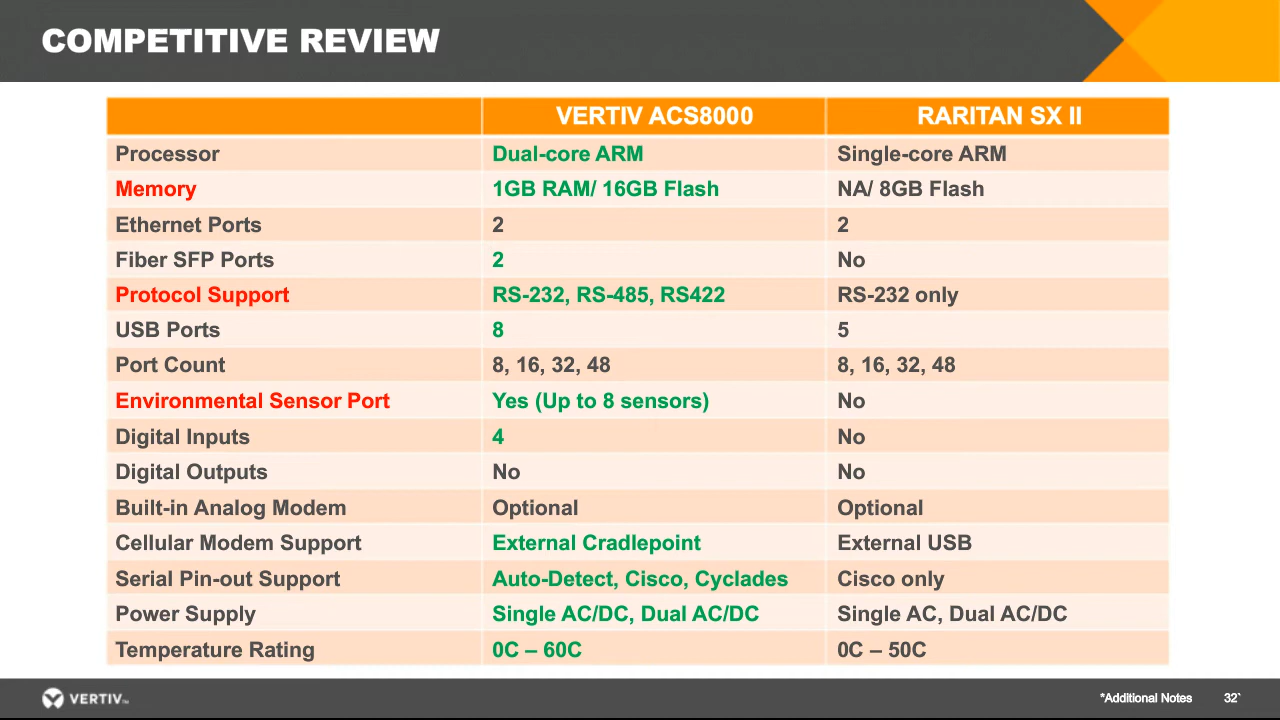 COMPETITIVE REVIEW
VERTIV ACS8000 RARITAN SX II
Processor Dual-core ARM Single-core ARM
Memory 1GB RAM/ 16GB Flash NA/ 8GB Flash
Ethernet Ports 2 2
Fiber SFP Ports 2 No
Protocol Support RS-232, RS-485, RS422 RS-232 only
USB Ports 8 5
Port Count 8, 16, 32, 48 8, 16, 32, 48
Environmental Sensor Port Yes (Up to 8 sensors) No
Digital Inputs 4 No
Digital Outputs No No
Built-in Analog Modem Optional Optional
Cellular Modem Support External Cradlepoint External USB
Serial Pin-out Support Auto-Detect, Cisco, Cyclades Cisco only
Power Supply Single AC/DC, Dual AC/DC Single AC, Dual AC/DC
Temperature Rating 0C – 60C 0C – 50C
VERTIV™ *Additional Notes 32`